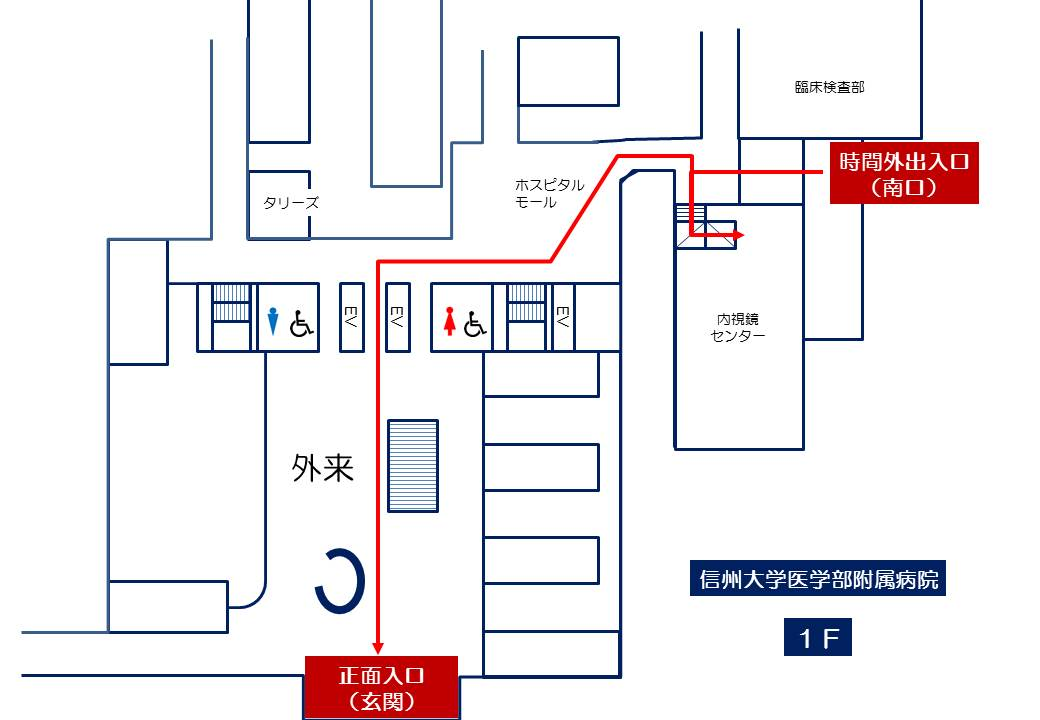 臨床検査部
時間外出入口
（南口）
ホスピタル
モール
タリーズ
EV
EV
EV
内視鏡
センター
外来
信州大学医学部附属病院
１Ｆ
正面入口
（玄関）